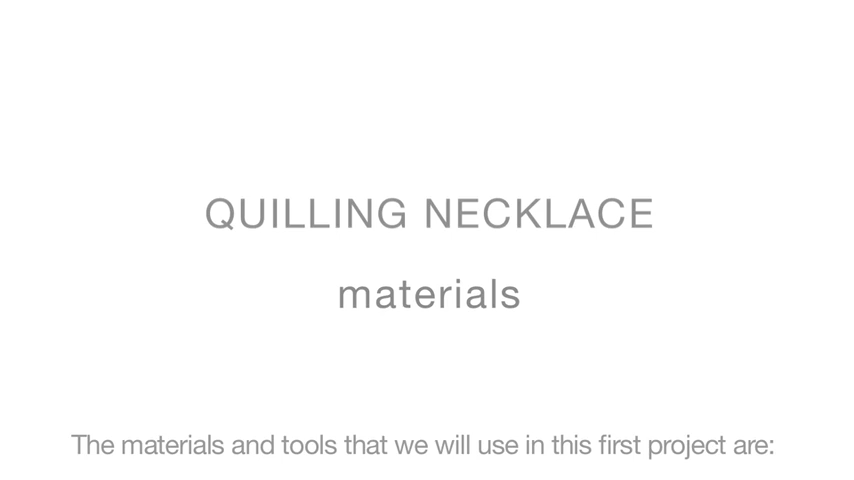 QUILLING NECKLACE
materials
The materials and tools that we will use in this first project are: